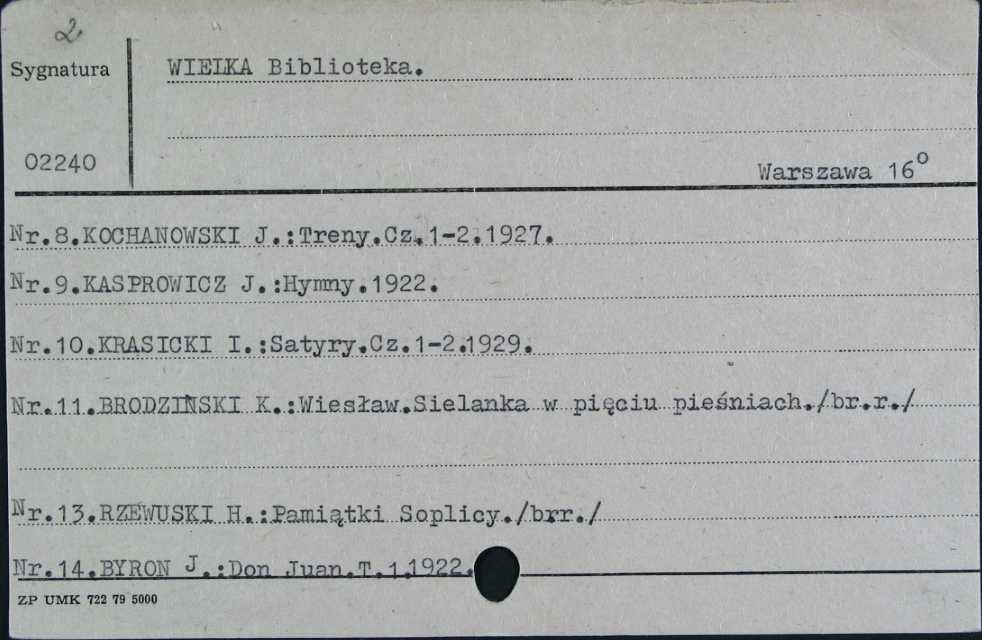 2
Sygnatura
WIELKA Biblioteka.
02240
Warszawa 16⁰
Nr.8.KOCHANOWSKI J.:Treny.Cz.1-2.1927.
Nr.9.KASPROWICZ J.:Hymny.1922.
Nr.10.KRASICKI I.:Satyry.Cz.1-2.1929.
Nr.11.BRODZIŃSKI K.:Wiesław.Sielanka w pięciu pieśniach./br.r./
Nr.13.RZEWUSKI H.:Pamiątki Soplicy./brr./
Nr.14.BYRON J.:Don Juan.T.1.1922.
ZP UMK 722 79 5000